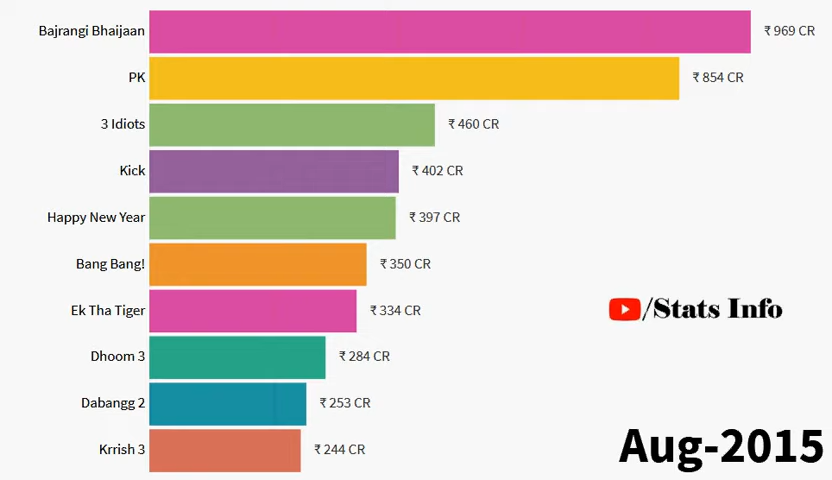 Bajrangi Bhaijaan ₹ 969 CR
PK ₹ 854 CR
3 Idiots ₹ 460 CR
Kick ₹ 402 CR
Happy New Year ₹ 397 CR
Bang Bang! ₹ 350 CR
Ek Tha Tiger ₹ 334 CR
/Stats Info
Dhoom 3 ₹ 284 CR
Dabangg 2 ₹ 253 CR
Krrish 3 ₹ 244 CR
Aug-2015